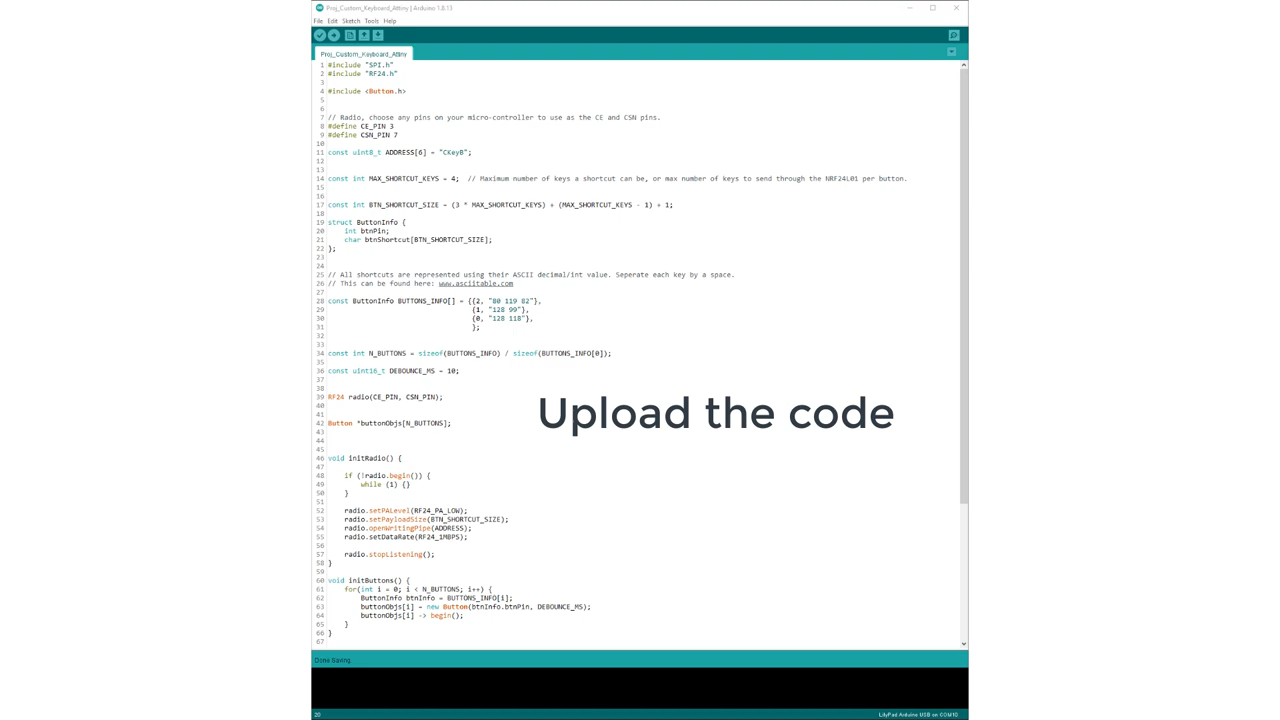 Proj_Custom_Keyboard_Attiny | Arduino 1.8.13
File Edit Sketch Tools Help
Proj_Custom_Keyboard_Attiny
1 #include "SPI.h"
2 #include "RF24.h"
3
4 #include <Button.h>
5
6
7 // Radio, choose any pins on your micro-controller to use as the CE and CSN pins.
8 #define CE_PIN 3
9 #define CSN_PIN 7
10
11 const uint8_t ADDRESS[6] = "CKeyB";
12
13
14 const int MAX_SHORTCUT_KEYS = 4;  // Maximum number of keys a shortcut can be, or max number of keys to send through the NRF24L01 per button.
15
16
17 const int BTN_SHORTCUT_SIZE = (3 * MAX_SHORTCUT_KEYS) + (MAX_SHORTCUT_KEYS - 1) + 1;
18
19 struct ButtonInfo {
20     int btnPin;
21     char btnShortcut[BTN_SHORTCUT_SIZE];
22 };
23
24
25 // All shortcuts are represented using their ASCII decimal/int value. Seperate each key by a space.
26 // This can be found here: www.asciitable.com
27
28 const ButtonInfo BUTTONS_INFO[] = {{2, "80 119 82"},
29 {1, "128 99"},
30 {0, "128 118"},
31 };
32
33
34 const int N_BUTTONS = sizeof(BUTTONS_INFO) / sizeof(BUTTONS_INFO[0]);
35
36 const uint16_t DEBOUNCE_MS = 10;
37
38
39 RF24 radio(CE_PIN, CSN_PIN);
40
41
Upload the code
42 Button *buttonObjs[N_BUTTONS];
43
44
45
46 void initRadio() {
47
48     if (!radio.begin()) {
49         while (1) {}
50     }
51
52     radio.setPALevel(RF24_PA_LOW);
53     radio.setPayloadSize(BTN_SHORTCUT_SIZE);
54     radio.openWritingPipe(ADDRESS);
55     radio.setDataRate(RF24_1MBPS);
56
57     radio.stopListening();
58 }
59
60 void initButtons() {
61     for(int i = 0; i < N_BUTTONS; i++) {
62         ButtonInfo btnInfo = BUTTONS_INFO[i];
63         buttonObjs[i] = new Button(btnInfo.btnPin, DEBOUNCE_MS);
64         buttonObjs[i] -> begin();
65     }
66 }
67
Done Saving.
20 LilyPad Arduino USB on COM10